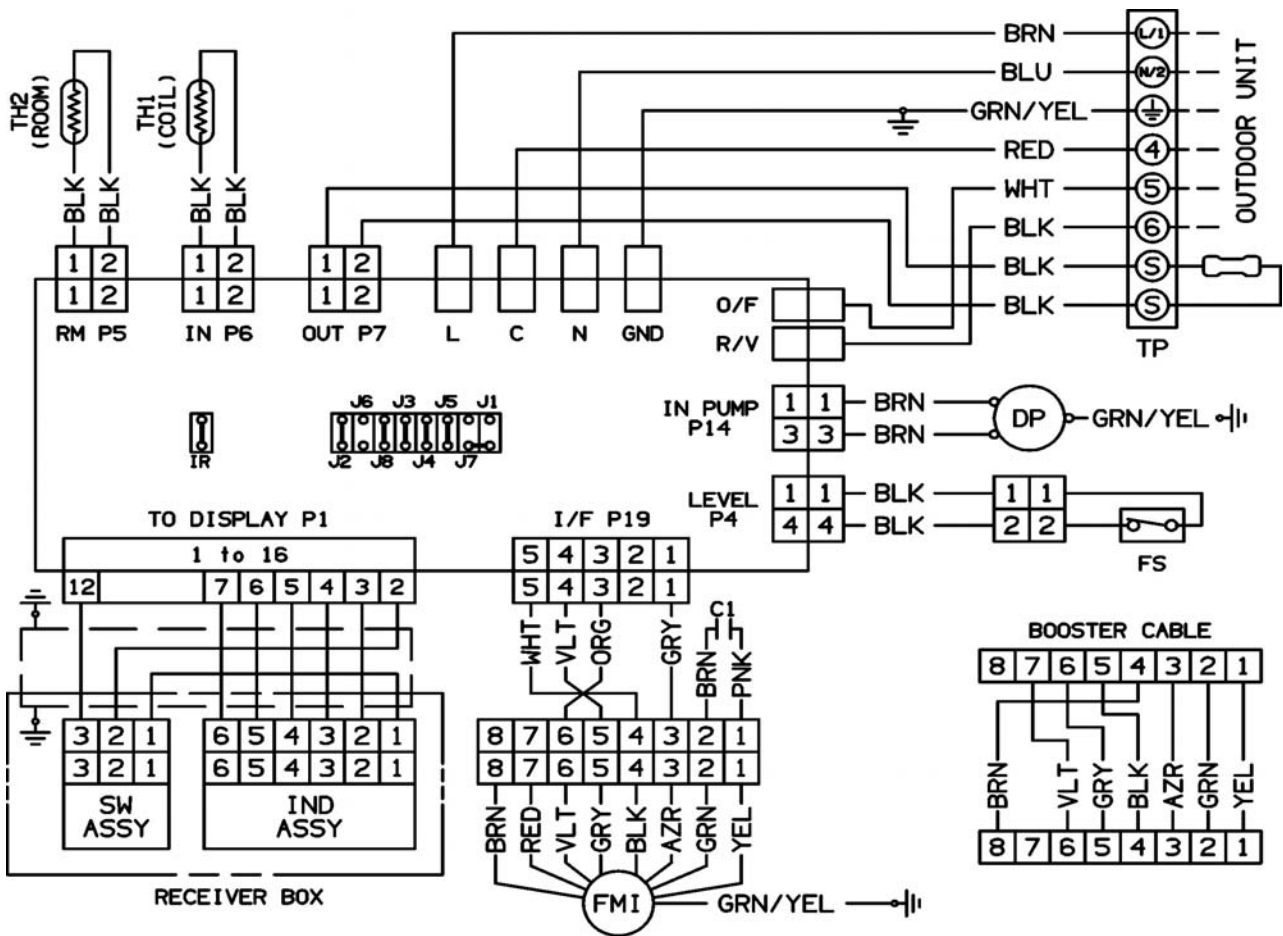 BRN
L/1
BLU
N/2
GRN/YEL
RED
4
WHT
5
BLK
6
BLK
S
BLK
S
TP
OUTDOOR UNIT
TH2
(ROOM)
TH1
(COIL)
BLK
BLK
BLK
BLK
1 2
1 2
RM P5
1 2
1 2
IN P6
1 2
1 2
OUT P7
L
C
N
GND
O/F
R/V
IN PUMP
P14
1 1
3 3
BRN
BRN
DP
GRN/YEL
LEVEL
P4
1 1
4 4
BLK
BLK
1 1
2 2
FS
IR
J6 J3 J5 J1
J2 J8 J4 J7
TO DISPLAY P1
1 to 16
12 7 6 5 4 3 2
I/F P19
5 4 3 2 1
5 4 3 2 1
WHT
VLT
ORG
GRY
C1
BRN
PNK
3 2 1
3 2 1
SW
ASSY
6 5 4 3 2 1
6 5 4 3 2 1
IND
ASSY
RECEIVER BOX
8 7 6 5 4 3 2 1
8 7 6 5 4 3 2 1
BRN
RED
VLT
GRY
BLK
AZR
GRN
YEL
FMI
GRN/YEL
BOOSTER CABLE
8 7 6 5 4 3 2 1
BRN
VLT
GRY
BLK
AZR
GRN
YEL
8 7 6 5 4 3 2 1